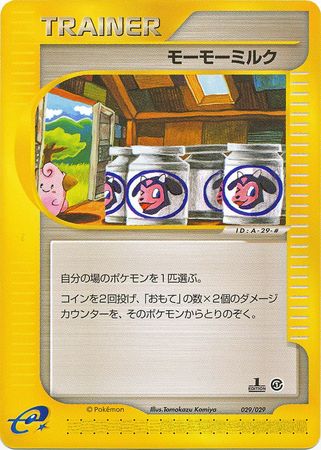 TRAINER
モーモーミルク
ID:A-29-#
自分の場のポケモンを1匹選ぶ。
コインを2回投げ、「おもて」の数×2個のダメージ
カウンターを、そのポケモンからとりのぞく。
1
EDITION
e
©Pokémon
Illus.Tomokazu Komiya
029/029